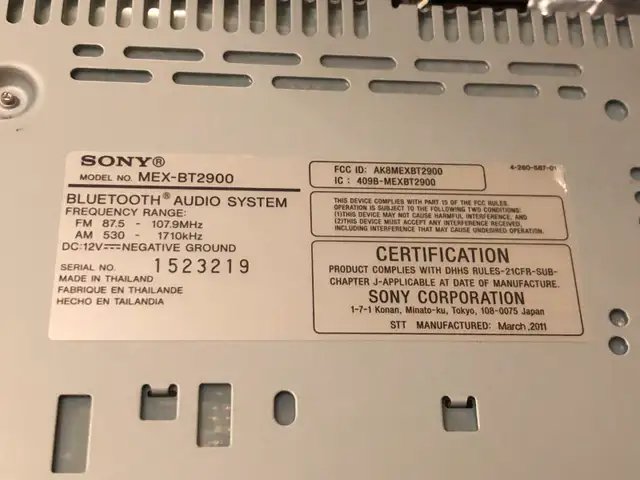 SONY®
MODEL NO. MEX-BT2900
BLUETOOTH® AUDIO SYSTEM
FREQUENCY RANGE:
FM 87.5 - 107.9MHz
AM 530 - 1710kHz
DC:12V⎓NEGATIVE GROUND
SERIAL NO. 1523219
MADE IN THAILAND
FABRIQUE EN THAILANDE
HECHO EN TAILANDIA
FCC ID: AK8MEXBT2900
IC : 409B-MEXBT2900
4-260-587-01
THIS DEVICE COMPLIES WITH PART 15 OF THE FCC RULES.
OPERATION IS SUBJECT TO THE FOLLOWING TWO CONDITIONS:
(1)THIS DEVICE MAY NOT CAUSE HARMFUL INTERFERENCE, AND
(2)THIS DEVICE MUST ACCEPT ANY INTERFERENCE RECEIVED,
INCLUDING INTERFERENCE THAT MAY CAUSE UNDESIRED OPERATION.
CERTIFICATION
PRODUCT COMPLIES WITH DHHS RULES-21CFR-SUB-
CHAPTER J-APPLICABLE AT DATE OF MANUFACTURE.
SONY CORPORATION
1-7-1 Konan, Minato-ku, Tokyo, 108-0075 Japan
STT MANUFACTURED: March,2011